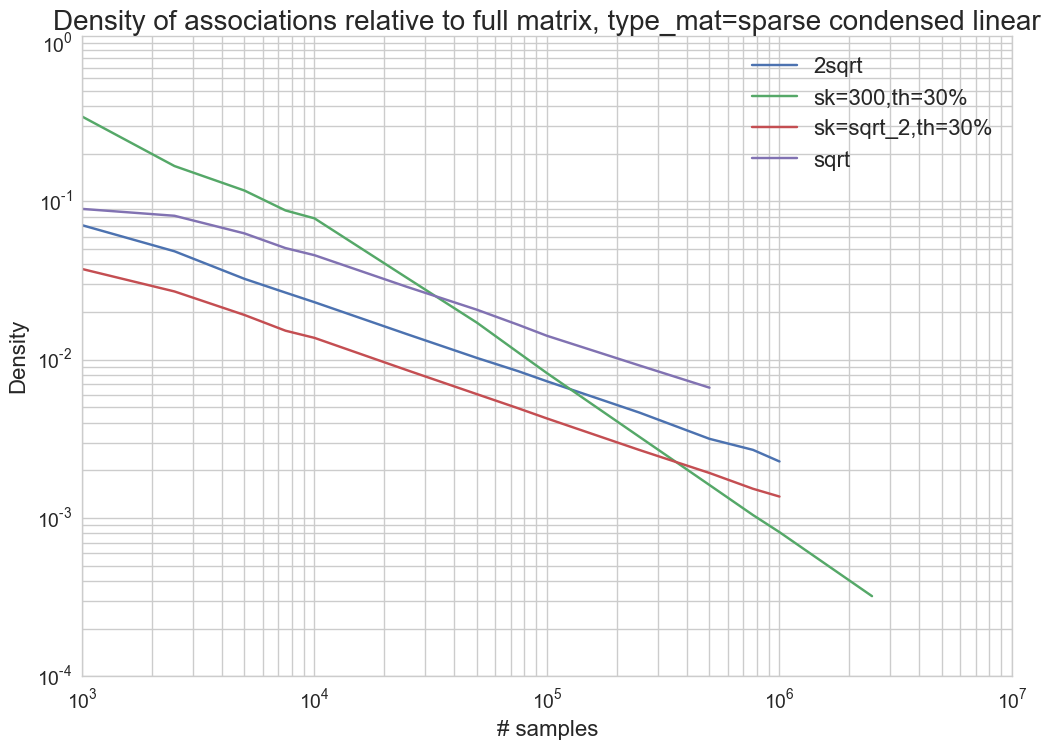 Density of associations relative to full matrix, type_mat=sparse condensed linear
10^0
2sqrt
sk=300,th=30%
sk=sqrt_2,th=30%
sqrt
10^-1
Density
10^-2
10^-3
10^-4
10^3 10^4 10^5 10^6 10^7
# samples